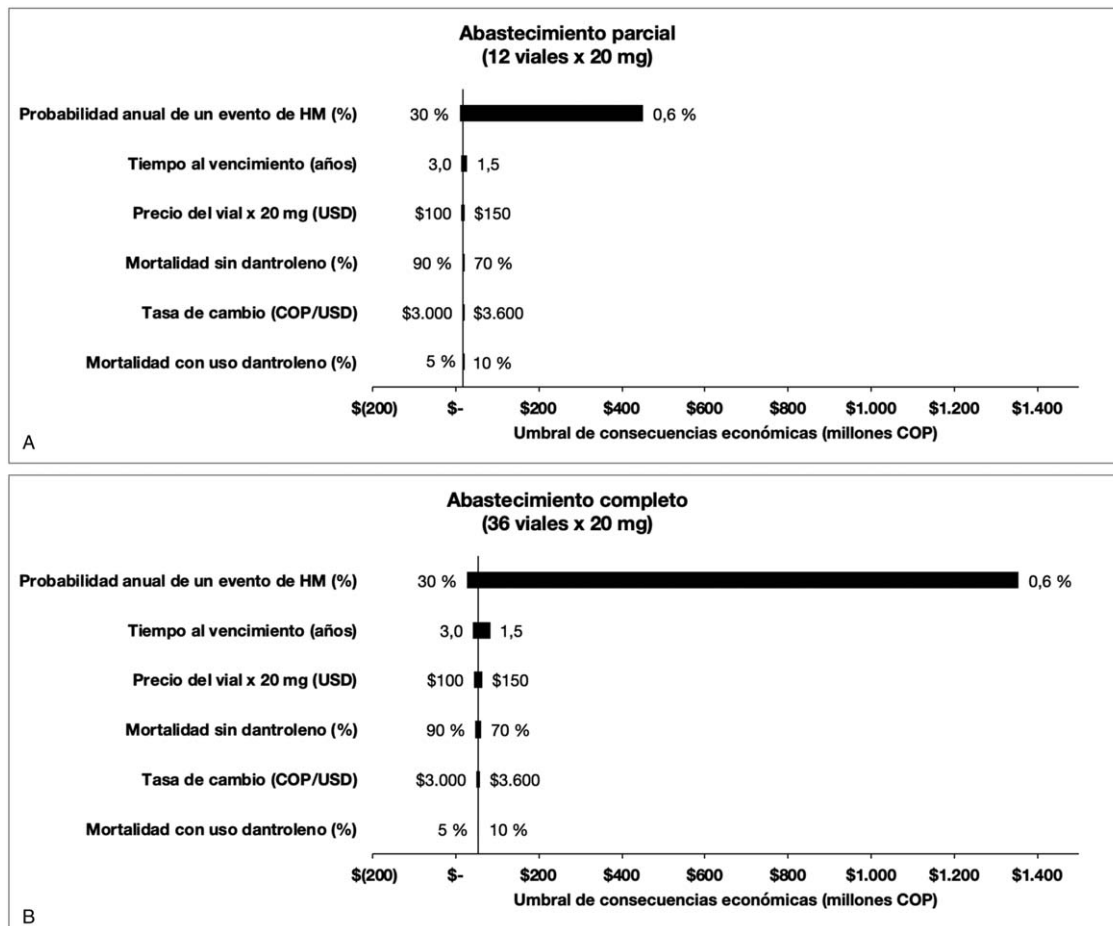 Abastecimiento parcial
(12 viales x 20 mg)
Probabilidad anual de un evento de HM (%) 30 % 0,6 %
Tiempo al vencimiento (años) 3,0 1,5
Precio del vial x 20 mg (USD) $100 $150
Mortalidad sin dantroleno (%) 90 % 70 %
Tasa de cambio (COP/USD) $3.000 $3.600
Mortalidad con uso dantroleno (%) 5 % 10 %
$(200) $- $200 $400 $600 $800 $1.000 $1.200 $1.400
Umbral de consecuencias económicas (millones COP)
A
Abastecimiento completo
(36 viales x 20 mg)
Probabilidad anual de un evento de HM (%) 30 % 0,6 %
Tiempo al vencimiento (años) 3,0 1,5
Precio del vial x 20 mg (USD) $100 $150
Mortalidad sin dantroleno (%) 90 % 70 %
Tasa de cambio (COP/USD) $3.000 $3.600
Mortalidad con uso dantroleno (%) 5 % 10 %
$(200) $- $200 $400 $600 $800 $1.000 $1.200 $1.400
Umbral de consecuencias económicas (millones COP)
B